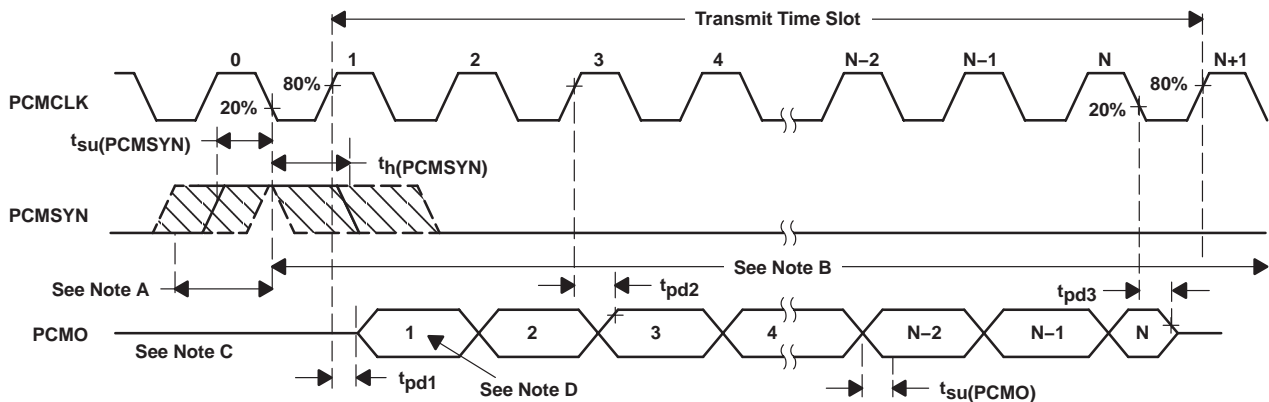 Transmit Time Slot
0 1 2 3 4 N–2 N–1 N N+1
80% 80%
PCMCLK
20% 20%
tsu(PCMSYN)
th(PCMSYN)
PCMSYN
See Note B
See Note A
tpd2 tpd3
PCMO 1 2 3 4 N–2 N–1 N
See Note C
tpd1 See Note D tsu(PCMO)